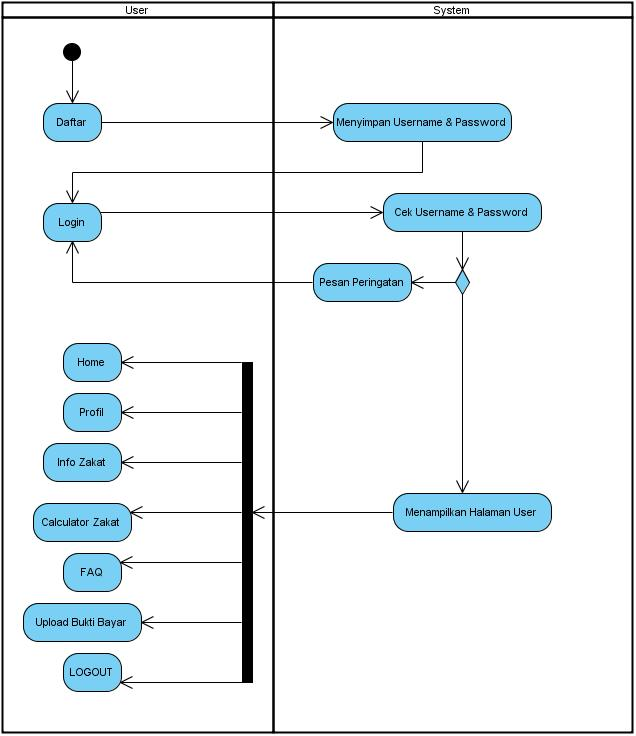 User
System
Daftar
Menyimpan Username & Password
Login
Cek Username & Password
Pesan Peringatan
Home
Profil
Info Zakat
Calculator Zakat
Menampilkan Halaman User
FAQ
Upload Bukti Bayar
LOGOUT